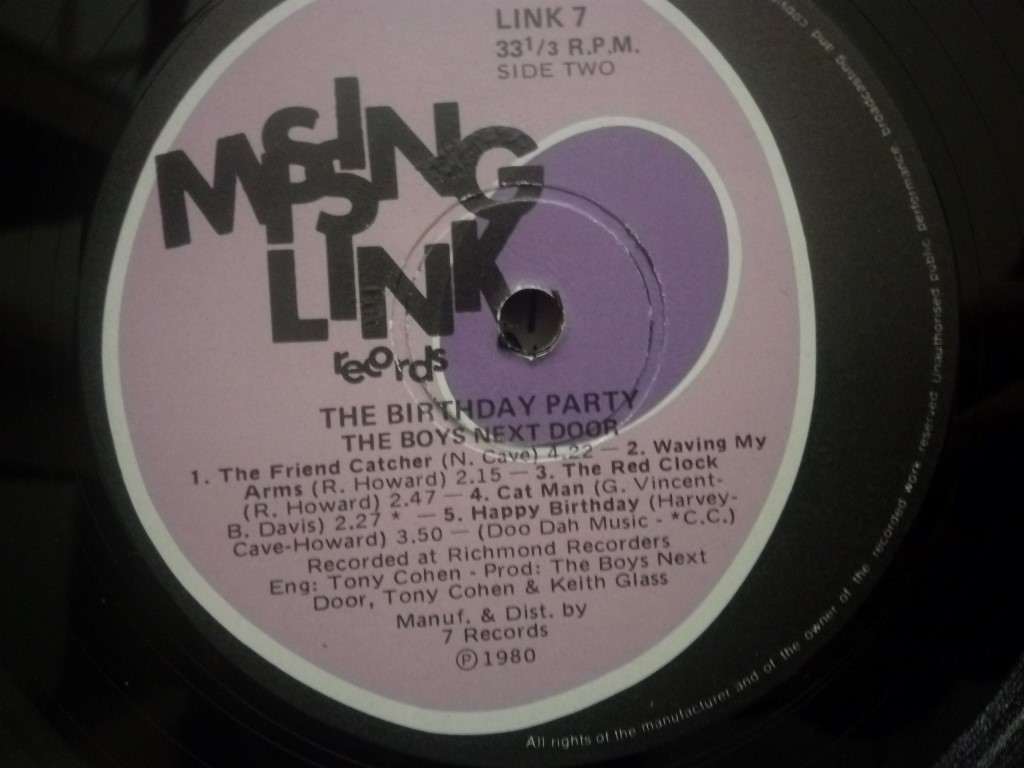 LINK 7
33 1/3 R.P.M.
SIDE TWO
MISSING
LINK
records
THE BIRTHDAY PARTY
THE BOYS NEXT DOOR
1. The Friend Catcher (N. Cave) 4.22 — 2. Waving My
Arms (R. Howard) 2.15 — 3. The Red Clock
(R. Howard) 2.47 — 4. Cat Man (G. Vincent-
B. Davis) 2.27 * — 5. Happy Birthday (Harvey-
Cave-Howard) 3.50 — (Doo Dah Music - *C.C.)
Recorded at Richmond Recorders
Eng: Tony Cohen - Prod: The Boys Next
Door, Tony Cohen & Keith Glass
Manuf. & Dist. by
7 Records
Ⓟ 1980
All rights of the manufacturer and of the owner of the recorded work reserved Unauthorised public performance broadcasting and